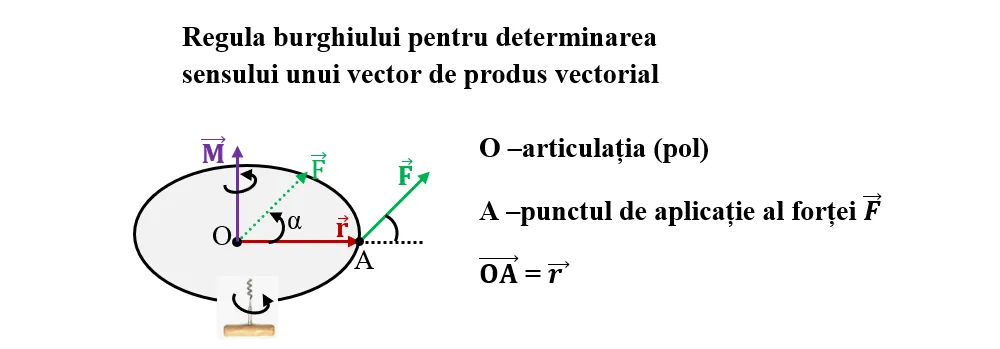 Regula burghiului pentru determinarea
sensului unui vector de produs vectorial
M⃗
F⃗
F⃗
O –articulația (pol)
α
r⃗
O
A
A –punctul de aplicație al forței F⃗
OA⃗ = r⃗